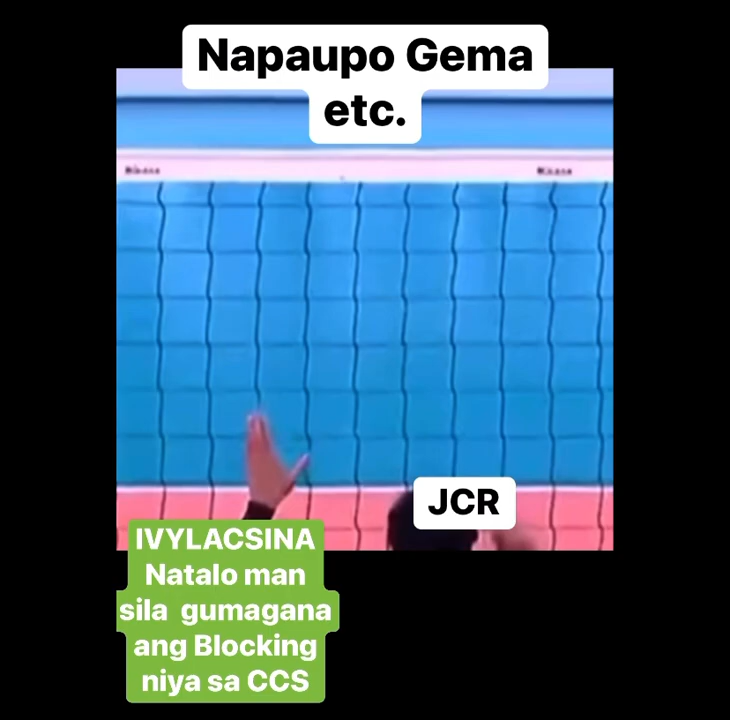 Napaupo Gema
etc.
JCR
IVYLACSINA
Natalo man
sila gumagana
ang Blocking
niya sa CCS